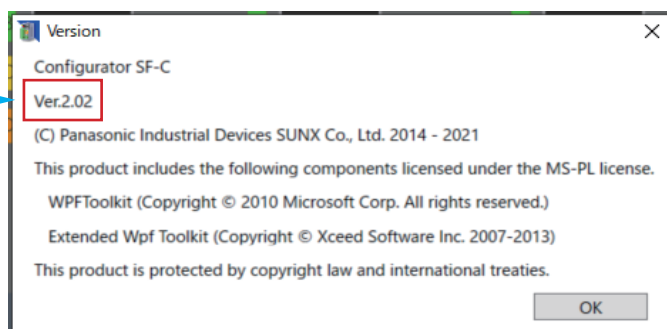 Version
Configurator SF-C
Ver.2.02
(C) Panasonic Industrial Devices SUNX Co., Ltd. 2014 - 2021
This product includes the following components licensed under the MS-PL license.
WPFToolkit (Copyright © 2010 Microsoft Corp. All rights reserved.)
Extended Wpf Toolkit (Copyright © Xceed Software Inc. 2007-2013)
This product is protected by copyright law and international treaties.
OK